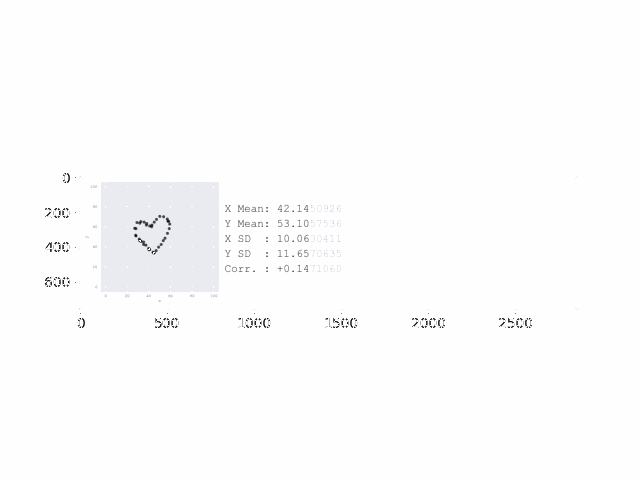 0
200
400
600
X Mean: 42.1450926
Y Mean: 53.1057536
X SD  : 10.0600411
Y SD  : 11.6570635
Corr. : +0.1471060
0 500 1000 1500 2000 2500